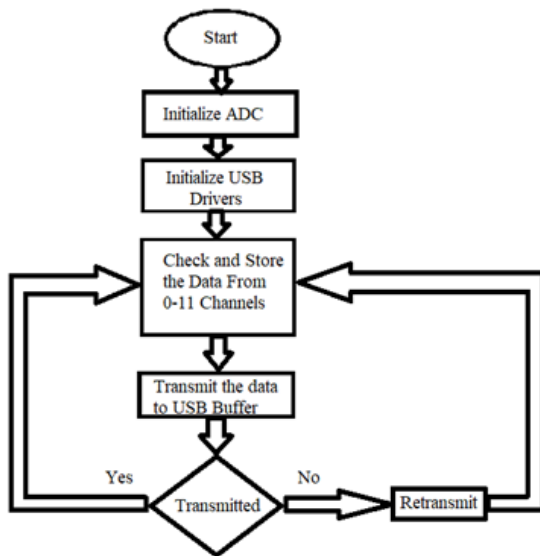 Start
Initialize ADC
Initialize USB
Drivers
Check and Store
the Data From
0-11 Channels
Transmit the data
to USB Buffer
Yes
No
Transmitted
Retransmit